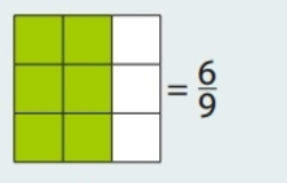 = 6/9